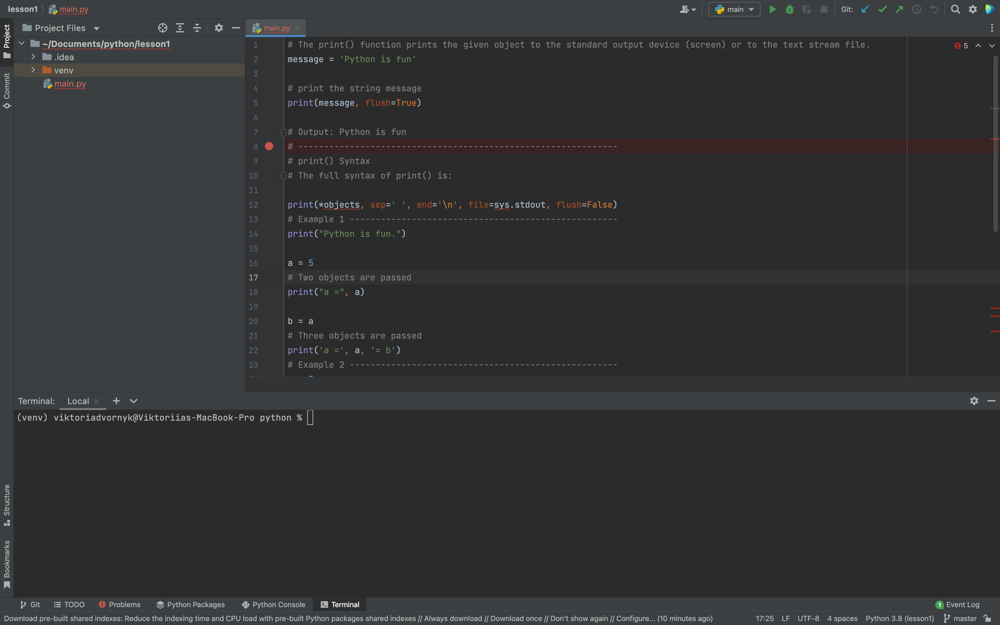 lesson1 main.py
main Git:
Project Files
main.py
Project
Commit
Structure
Bookmarks
~/Documents/python/lesson1
.idea
venv
main.py
5
1 # The print() function prints the given object to the standard output device (screen) or to the text stream file.
2 message = 'Python is fun'
3
4 # print the string message
5 print(message, flush=True)
6
7 # Output: Python is fun
8 # --------------------------------------------------------------
9 # print() Syntax
10 # The full syntax of print() is:
11
12 print(*objects, sep=' ', end='\n', file=sys.stdout, flush=False)
13 # Example 1 ----------------------------------------------------
14 print("Python is fun.")
15
16 a = 5
17 # Two objects are passed
18 print("a =", a)
19
20 b = a
21 # Three objects are passed
22 print('a =', a, '= b')
23 # Example 2 ----------------------------------------------------
Terminal: Local
(venv) viktoriadvornyk@Viktoriias-MacBook-Pro python %
Git TODO Problems Python Packages Python Console Terminal 1 Event Log
Download pre-built shared indexes: Reduce the indexing time and CPU load with pre-built Python packages shared indexes // Always download // Download once // Don't show again // Configure... (10 minutes ago) 17:25 LF UTF-8 4 spaces Python 3.8 (lesson1) master